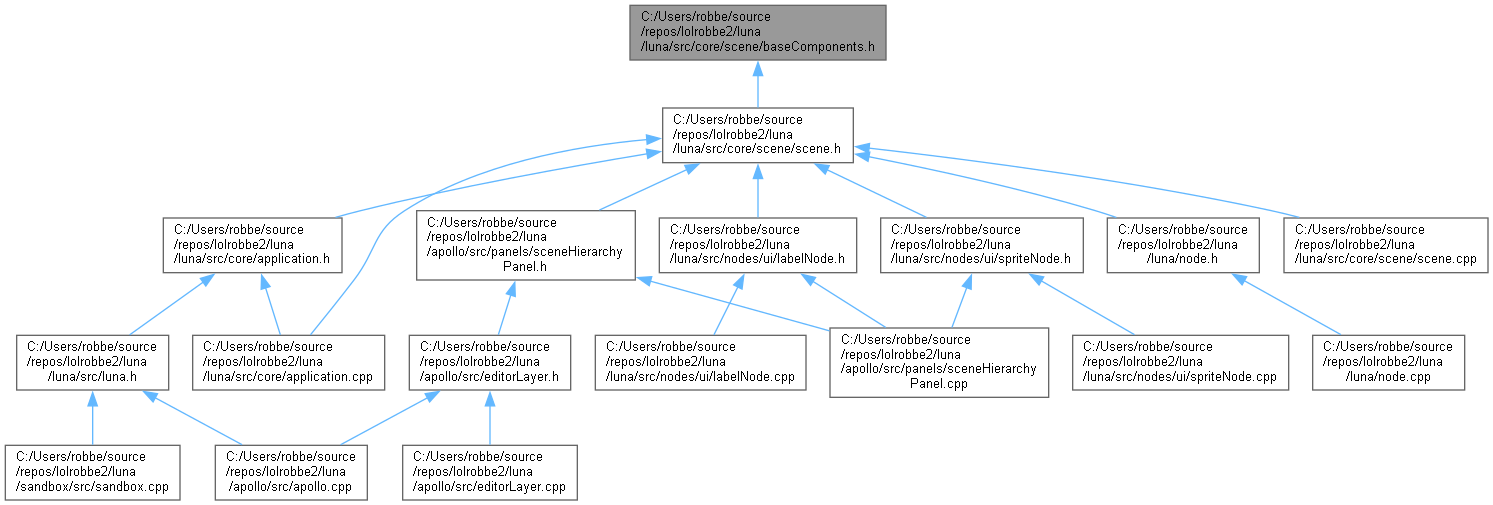 C:/Users/robbe/source
/repos/lolrobbe2/luna
/luna/src/core/scene/baseComponents.h
C:/Users/robbe/source
/repos/lolrobbe2/luna
/luna/src/core/scene/scene.h
C:/Users/robbe/source
/repos/lolrobbe2/luna
/luna/src/core/application.h
C:/Users/robbe/source
/repos/lolrobbe2/luna
/apollo/src/panels/sceneHierarchy
Panel.h
C:/Users/robbe/source
/repos/lolrobbe2/luna
/luna/src/nodes/ui/labelNode.h
C:/Users/robbe/source
/repos/lolrobbe2/luna
/luna/src/nodes/ui/spriteNode.h
C:/Users/robbe/source
/repos/lolrobbe2/luna
/luna/node.h
C:/Users/robbe/source
/repos/lolrobbe2/luna
/luna/src/core/scene/scene.cpp
C:/Users/robbe/source
/repos/lolrobbe2/luna
/luna/src/luna.h
C:/Users/robbe/source
/repos/lolrobbe2/luna
/luna/src/core/application.cpp
C:/Users/robbe/source
/repos/lolrobbe2/luna
/apollo/src/editorLayer.h
C:/Users/robbe/source
/repos/lolrobbe2/luna
/luna/src/nodes/ui/labelNode.cpp
C:/Users/robbe/source
/repos/lolrobbe2/luna
/apollo/src/panels/sceneHierarchy
Panel.cpp
C:/Users/robbe/source
/repos/lolrobbe2/luna
/luna/src/nodes/ui/spriteNode.cpp
C:/Users/robbe/source
/repos/lolrobbe2/luna
/luna/node.cpp
C:/Users/robbe/source
/repos/lolrobbe2/luna
/sandbox/src/sandbox.cpp
C:/Users/robbe/source
/repos/lolrobbe2/luna
/apollo/src/apollo.cpp
C:/Users/robbe/source
/repos/lolrobbe2/luna
/apollo/src/editorLayer.cpp